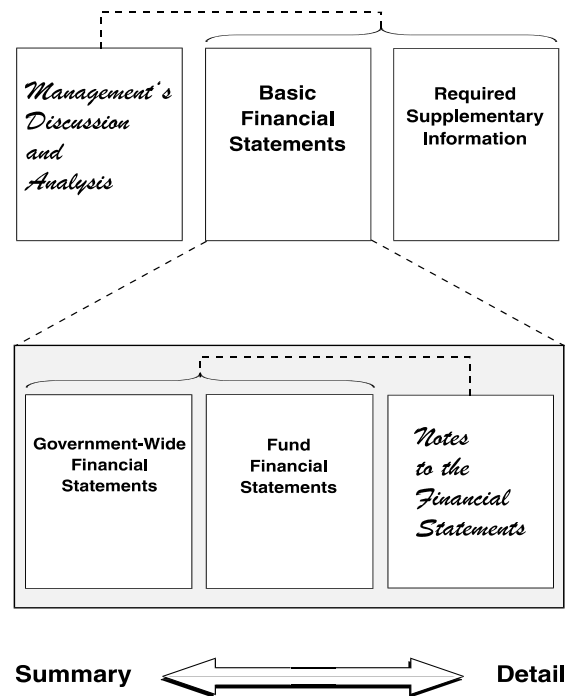 Management's
Discussion
and
Analysis
Basic
Financial
Statements
Required
Supplementary
Information
Government-Wide
Financial
Statements
Fund
Financial
Statements
Notes
to the
Financial
Statements
Summary
Detail